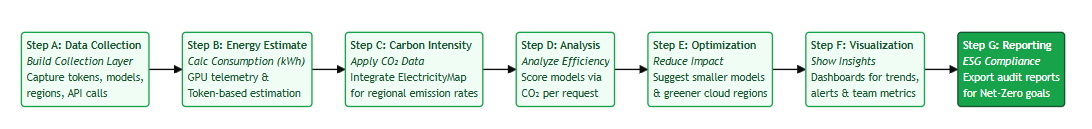 Step A: Data Collection
Build Collection Layer
Capture tokens, models,
regions, API calls
Step B: Energy Estimate
Calc Consumption (kWh)
GPU telemetry &
Token-based estimation
Step C: Carbon Intensity
Apply CO₂ Data
Integrate ElectricityMap
for regional emission rates
Step D: Analysis
Analyze Efficiency
Score models via
CO₂ per request
Step E: Optimization
Reduce Impact
Suggest smaller models
& greener cloud regions
Step F: Visualization
Show Insights
Dashboards for trends,
alerts & team metrics
Step G: Reporting
ESG Compliance
Export audit reports
for Net-Zero goals